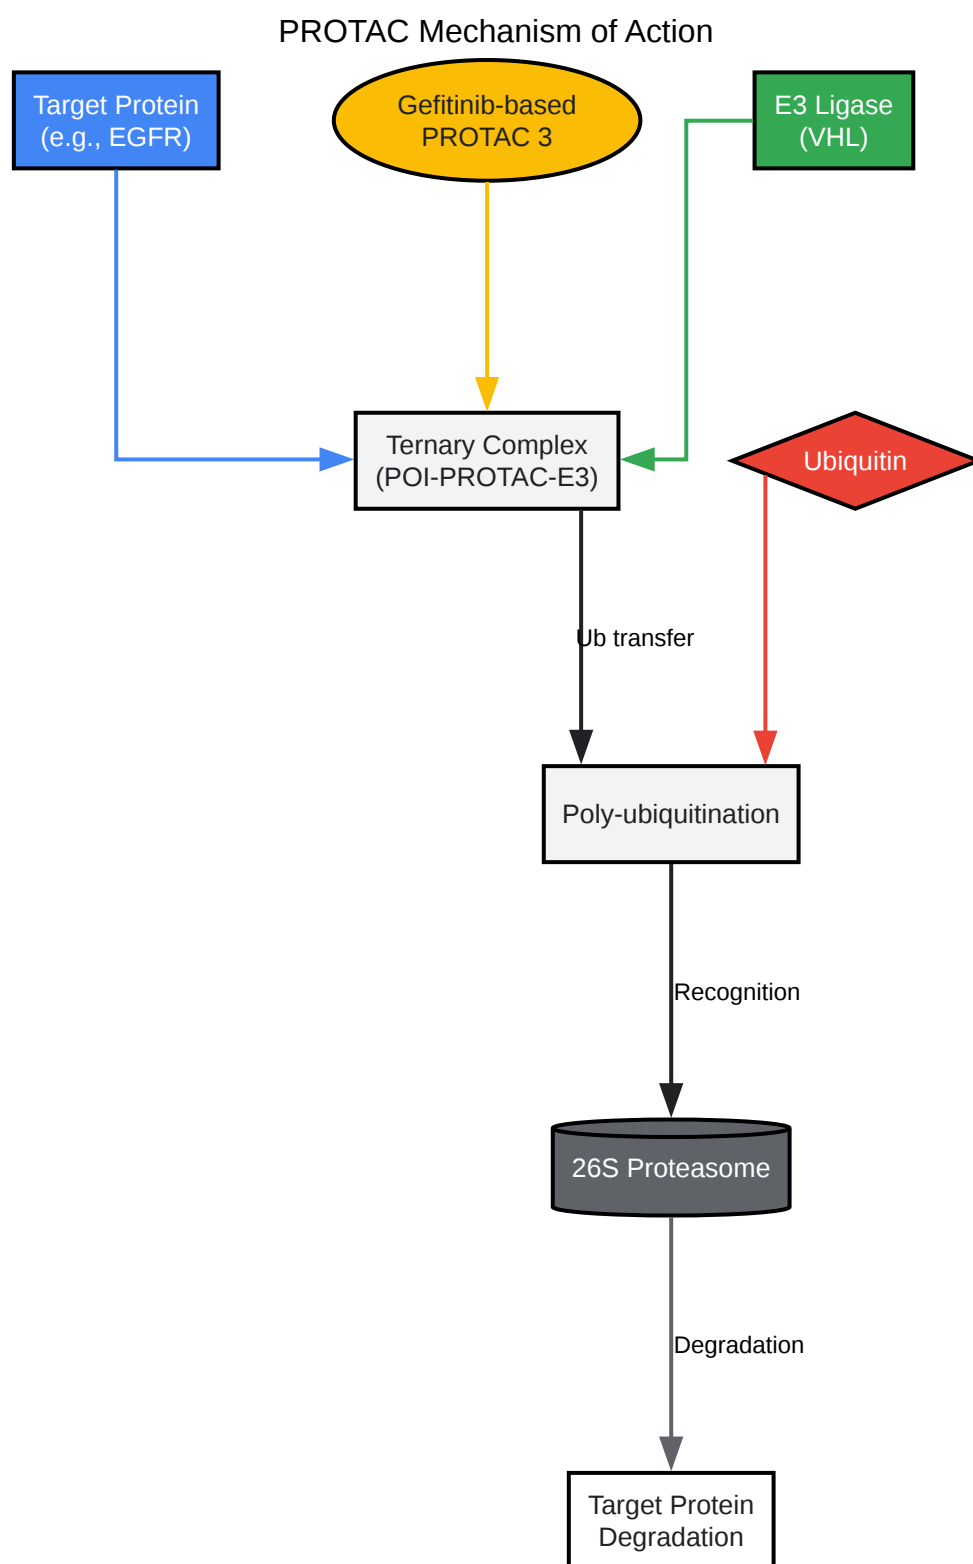 PROTAC Mechanism of Action
Target Protein
(e.g., EGFR)
Gefitinib-based
PROTAC 3
E3 Ligase
(VHL)
Ternary Complex
(POI-PROTAC-E3)
Ubiquitin
Ub transfer
Poly-ubiquitination
Recognition
26S Proteasome
Degradation
Target Protein
Degradation